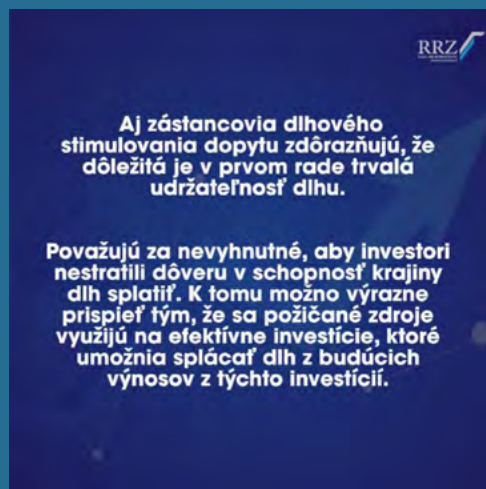 RRZ
Aj zástancovia dlhového
stimulovania dopytu zdôrazňujú, že
dôležitá je v prvom rade trvalá
udržateľnosť dlhu.
Považujú za nevyhnutné, aby investori
nestratili dôveru v schopnosť krajiny
dlh splatiť. K tomu možno výrazne
prispieť tým, že sa požičané zdroje
využijú na efektívne investície, ktoré
umožnia splácať dlh z budúcich
výnosov z týchto investícií.